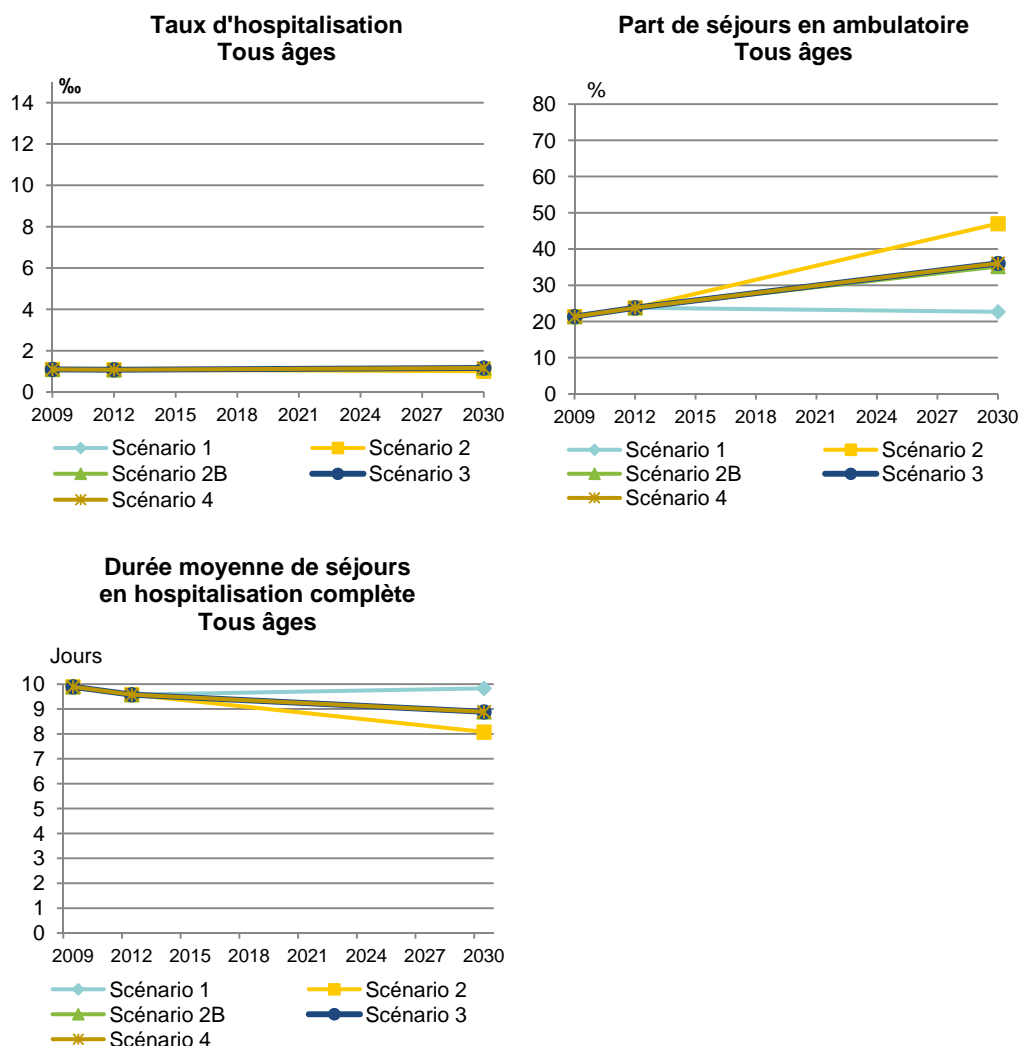 Taux d'hospitalisation
Tous âges
‰
14
12
10
8
6
4
2
0
2009 2012 2015 2018 2021 2024 2027 2030
Scénario 1 Scénario 2
Scénario 2B Scénario 3
Scénario 4
Part de séjours en ambulatoire
Tous âges
%
80
70
60
50
40
30
20
10
0
2009 2012 2015 2018 2021 2024 2027 2030
Scénario 1 Scénario 2
Scénario 2B Scénario 3
Scénario 4
Durée moyenne de séjours
en hospitalisation complète
Tous âges
Jours
10
9
8
7
6
5
4
3
2
1
0
2009 2012 2015 2018 2021 2024 2027 2030
Scénario 1 Scénario 2
Scénario 2B Scénario 3
Scénario 4